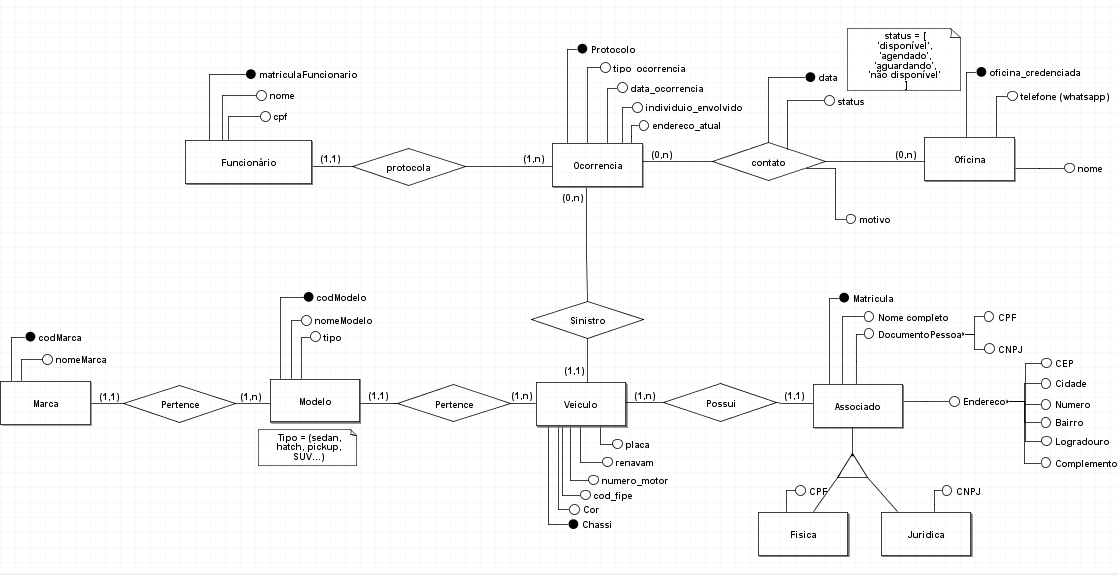 Protocolo
tipo ocorrencia
data_ocorrencia
individuio_envolvido
endereco_atual
matriculaFuncionario
nome
cpf
Funcionário
(1,1)
protocola
(1,n)
Ocorrencia
(0,n)
(0,n)
contato
data
status
motivo
status = [
'disponível',
'agendado',
'aguardando',
'não disponível'
]
(0,n)
Oficina
oficina_credenciada
telefone (whatsapp)
nome
Sinistro
(1,1)
codMarca
nomeMarca
Marca
(1,1)
Pertence
(1,n)
codModelo
nomeModelo
tipo
Modelo
Tipo = (sedan,
hatch, pickup,
SUV...)
(1,1)
Pertence
(1,n)
Veiculo
placa
renavam
numero_motor
cod_fipe
Cor
Chassi
(1,n)
Possui
(1,1)
Matricula
Nome completo
DocumentoPessoa
CPF
CNPJ
Associado
Endereco
CEP
Cidade
Numero
Bairro
Logradouro
Complemento
CPF
Fisica
CNPJ
Juridica